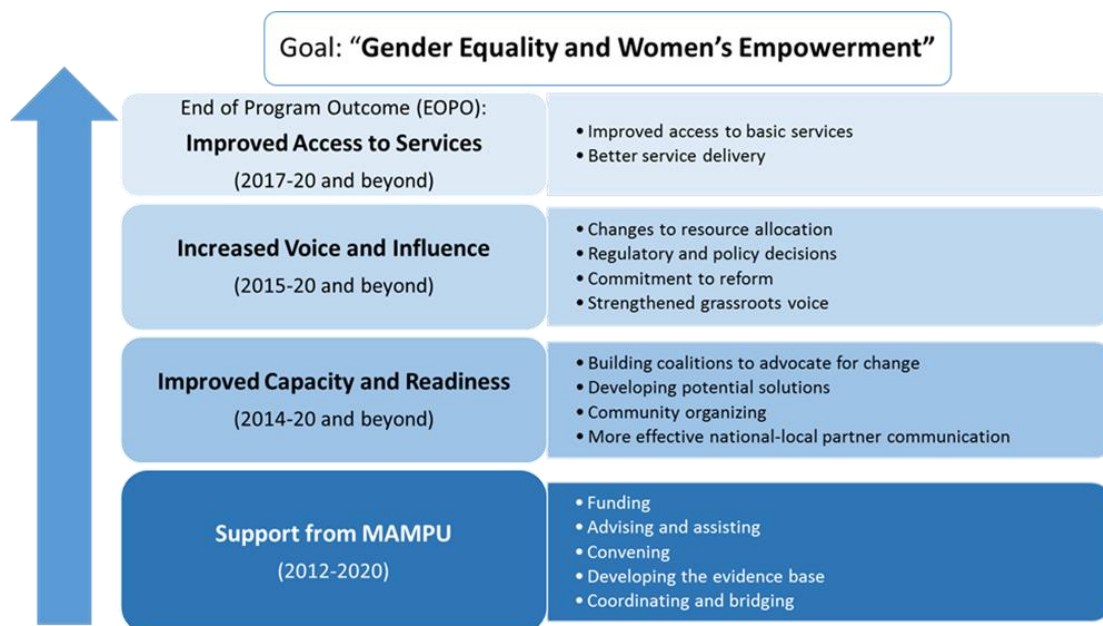 Goal: “Gender Equality and Women’s Empowerment”
End of Program Outcome (EOPO):
Improved Access to Services
(2017-20 and beyond)
• Improved access to basic services
• Better service delivery
Increased Voice and Influence
(2015-20 and beyond)
• Changes to resource allocation
• Regulatory and policy decisions
• Commitment to reform
• Strengthened grassroots voice
Improved Capacity and Readiness
(2014-20 and beyond)
• Building coalitions to advocate for change
• Developing potential solutions
• Community organizing
• More effective national-local partner communication
Support from MAMPU
(2012-2020)
• Funding
• Advising and assisting
• Convening
• Developing the evidence base
• Coordinating and bridging